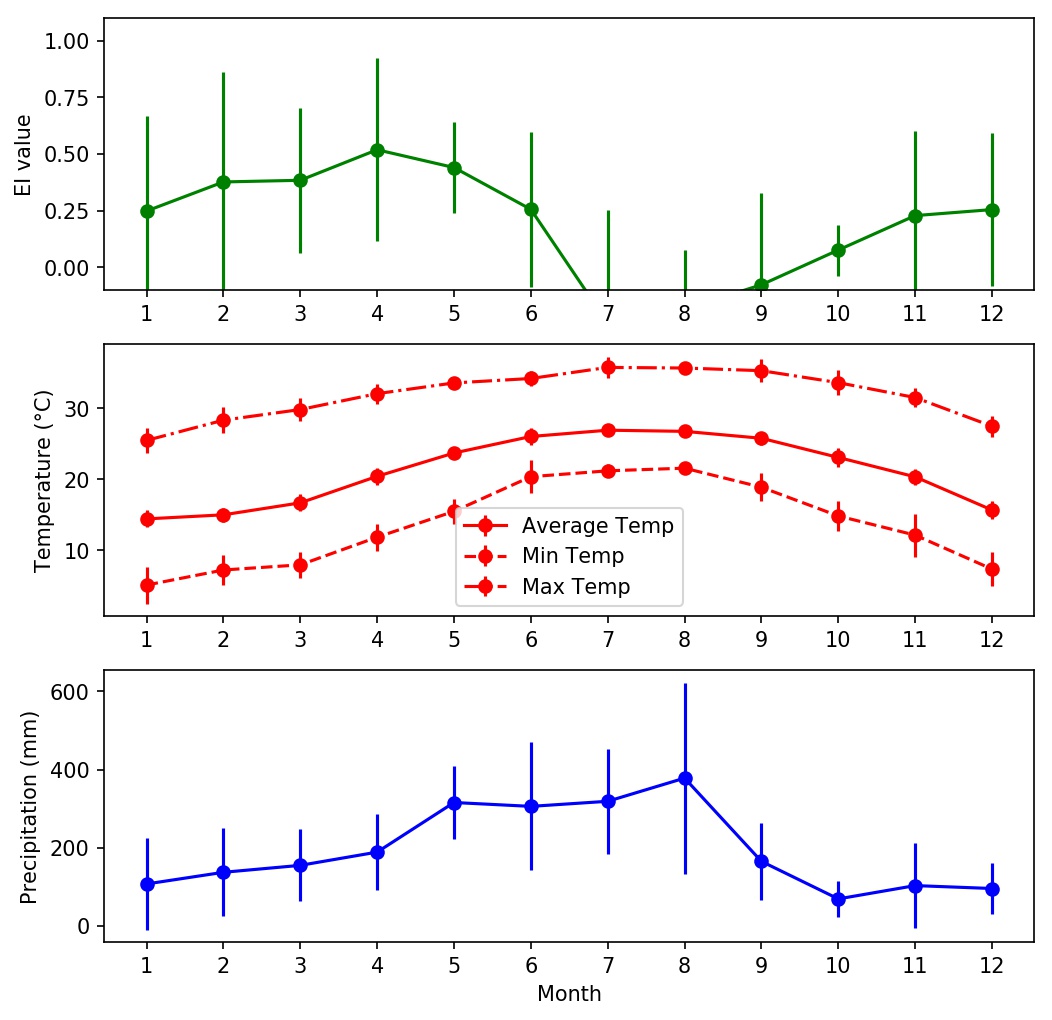 EI value
1.00
0.75
0.50
0.25
0.00
1 2 3 4 5 6 7 8 9 10 11 12
Temperature (°C)
30
20
10
Average Temp
Min Temp
Max Temp
1 2 3 4 5 6 7 8 9 10 11 12
Precipitation (mm)
600
400
200
0
1 2 3 4 5 6 7 8 9 10 11 12
Month